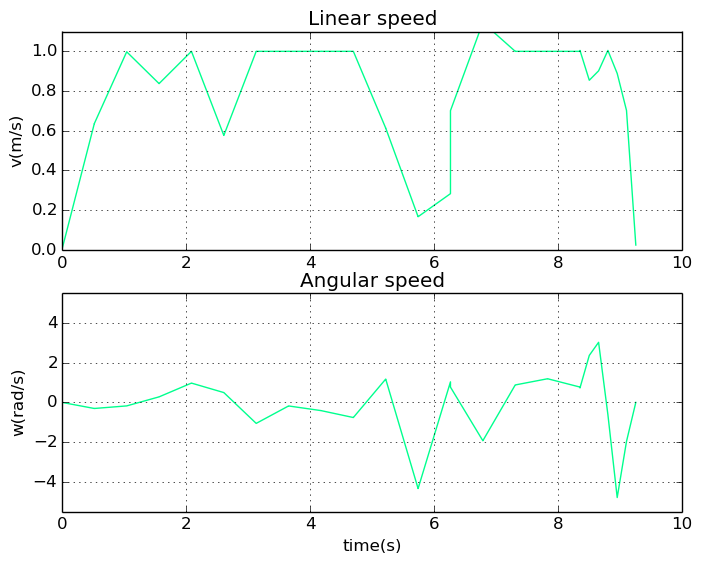 Linear speed
v(m/s)
1.0
0.8
0.6
0.4
0.2
0.0
0 2 4 6 8 10
Angular speed
w(rad/s)
4
2
0
−2
−4
0 2 4 6 8 10
time(s)